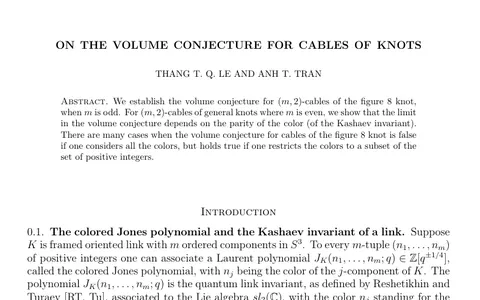 ON THE VOLUME CONJECTURE FOR CABLES OF KNOTS
THANG T. Q. LE AND ANH T. TRAN
Abstract. We establish the volume conjecture for (m, 2)-cables of the figure 8 knot,
when m is odd. For (m, 2)-cables of general knots where m is even, we show that the limit
in the volume conjecture depends on the parity of the color (of the Kashaev invariant).
There are many cases when the volume conjecture for cables of the figure 8 knot is false
if one considers all the colors, but holds true if one restricts the colors to a subset of the
set of positive integers.
Introduction
0.1. The colored Jones polynomial and the Kashaev invariant of a link. Suppose
K is framed oriented link with m ordered components in S³. To every m-tuple (n₁, . . . , nₘ)
of positive integers one can associate a Laurent polynomial J_K(n₁, . . . , nₘ; q) ∈ ℤ[q^{±1/4}],
called the colored Jones polynomial, with n_j being the color of the j-component of K. The
polynomial J_K(n₁, . . . , nₘ; q) is the quantum link invariant, as defined by Reshetikhin and
Turaev [RT, Tu], associated to the Lie algebra sl₂(ℂ), with the color n_j standing for the